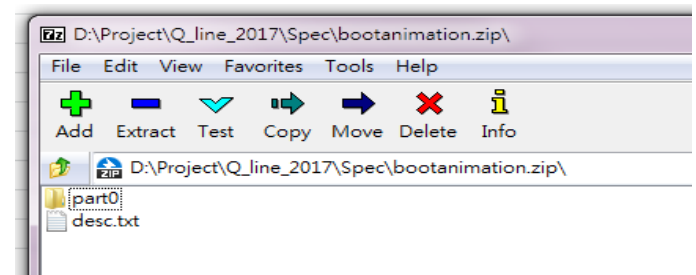 7z D:\Project\Q_line_2017\Spec\bootanimation.zip\
File Edit View Favorites Tools Help
Add Extract Test Copy Move Delete Info
ZIP D:\Project\Q_line_2017\Spec\bootanimation.zip\
part0
desc.txt